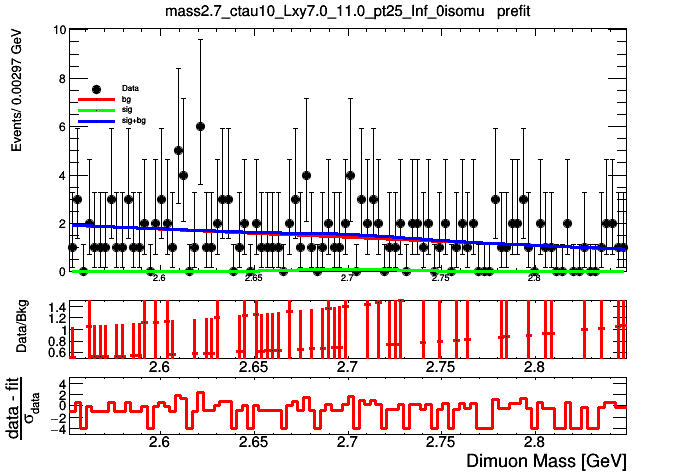 mass2.7_ctau10_Lxy7.0_11.0_pt25_Inf_0isomu prefit
Events/ 0.00297 GeV
10
8
6
4
2
0
Data
bg
sig
sig+bg
2.6 2.65 2.7 2.75 2.8
Data/Bkg
1.4
1.2
1
0.8
0.6
2.6 2.65 2.7 2.75 2.8
data - fit
σdata
4
2
0
−2
−4
2.6 2.65 2.7 2.75 2.8
Dimuon Mass [GeV]